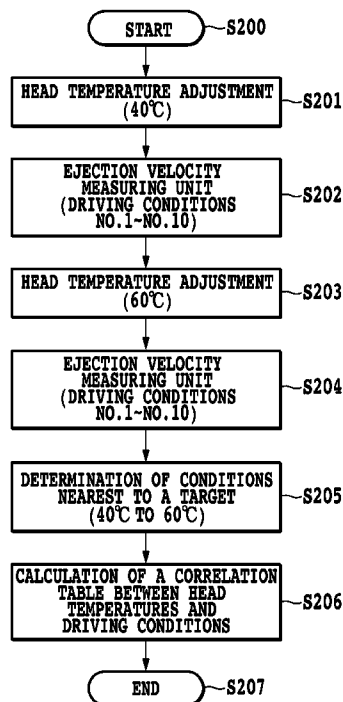 START
S200
HEAD TEMPERATURE ADJUSTMENT
(40℃)
S201
EJECTION VELOCITY
MEASURING UNIT
(DRIVING CONDITIONS
NO.1~NO.10)
S202
HEAD TEMPERATURE ADJUSTMENT
(60℃)
S203
EJECTION VELOCITY
MEASURING UNIT
(DRIVING CONDITIONS
NO.1~NO.10)
S204
DETERMINATION OF CONDITIONS
NEAREST TO A TARGET
(40℃ TO 60℃)
S205
CALCULATION OF A CORRELATION
TABLE BETWEEN HEAD
TEMPERATURES AND
DRIVING CONDITIONS
S206
END
S207